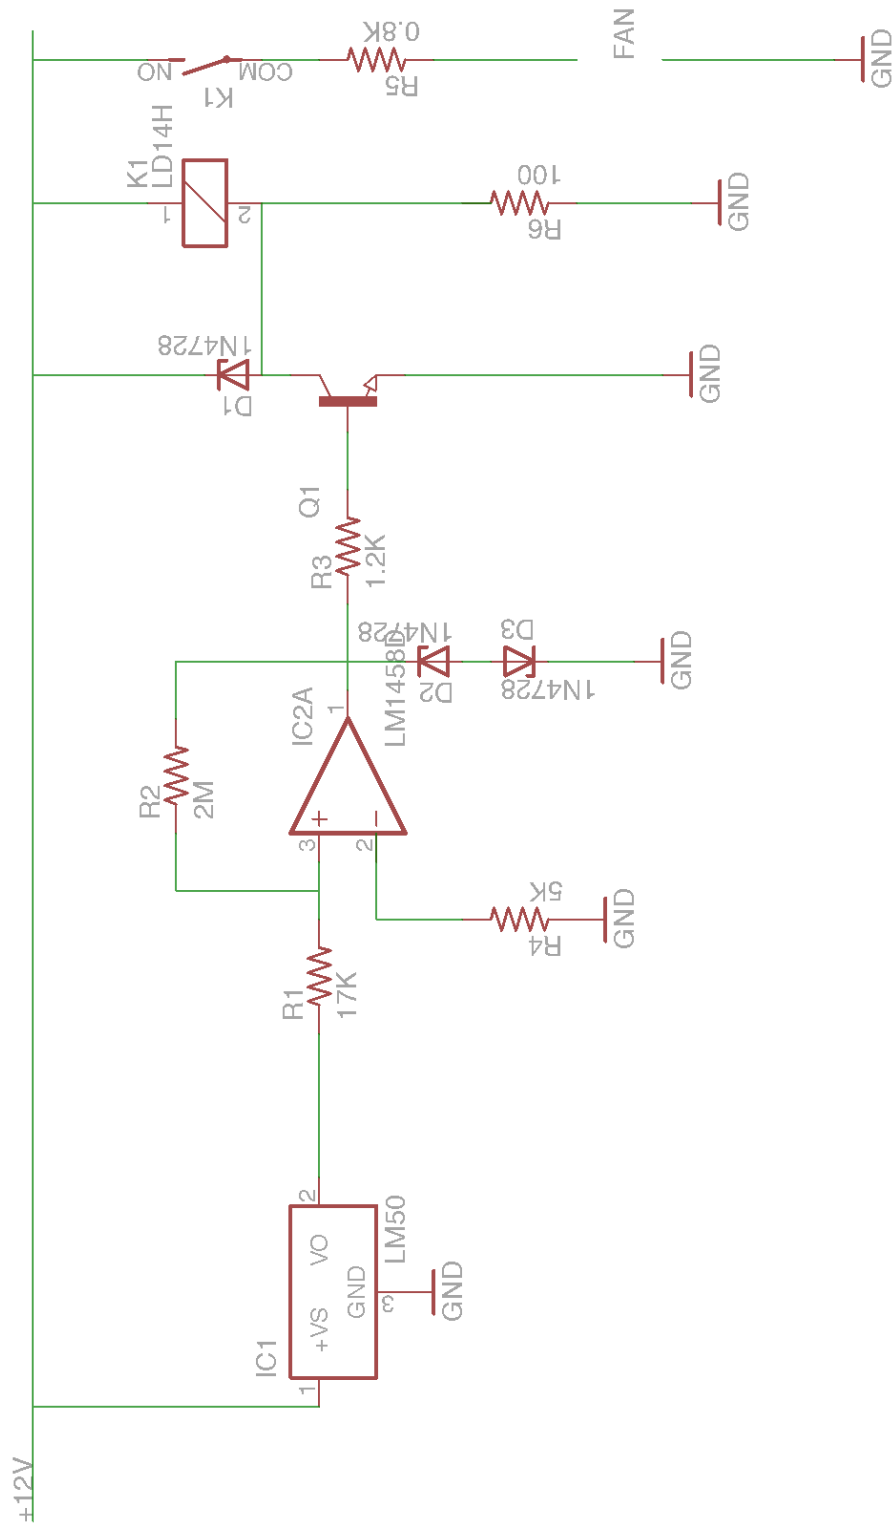 +12V
IC1
1
+VS
VO
2
GND
3
LM50
GND
R1
17K
R4
5K
GND
3
2
+
−
IC2A
1
LM1458D
R2
2M
D2
1N4728
D3
1N4728
GND
R3
1.2K
Q1
D1
1N4728
GND
K1
LD14H
1
2
R6
100
GND
NO
COM
K1
R5
0.8K
FAN
GND